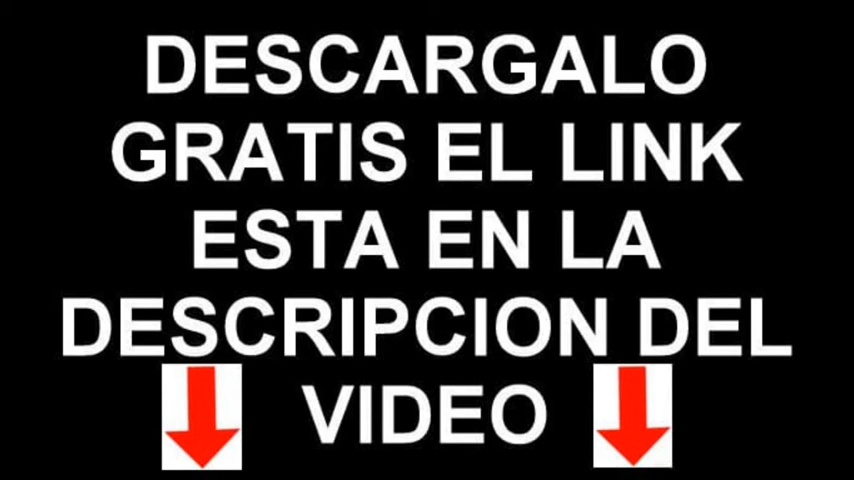 DESCARGALO
GRATIS EL LINK
ESTA EN LA
DESCRIPCION DEL
VIDEO